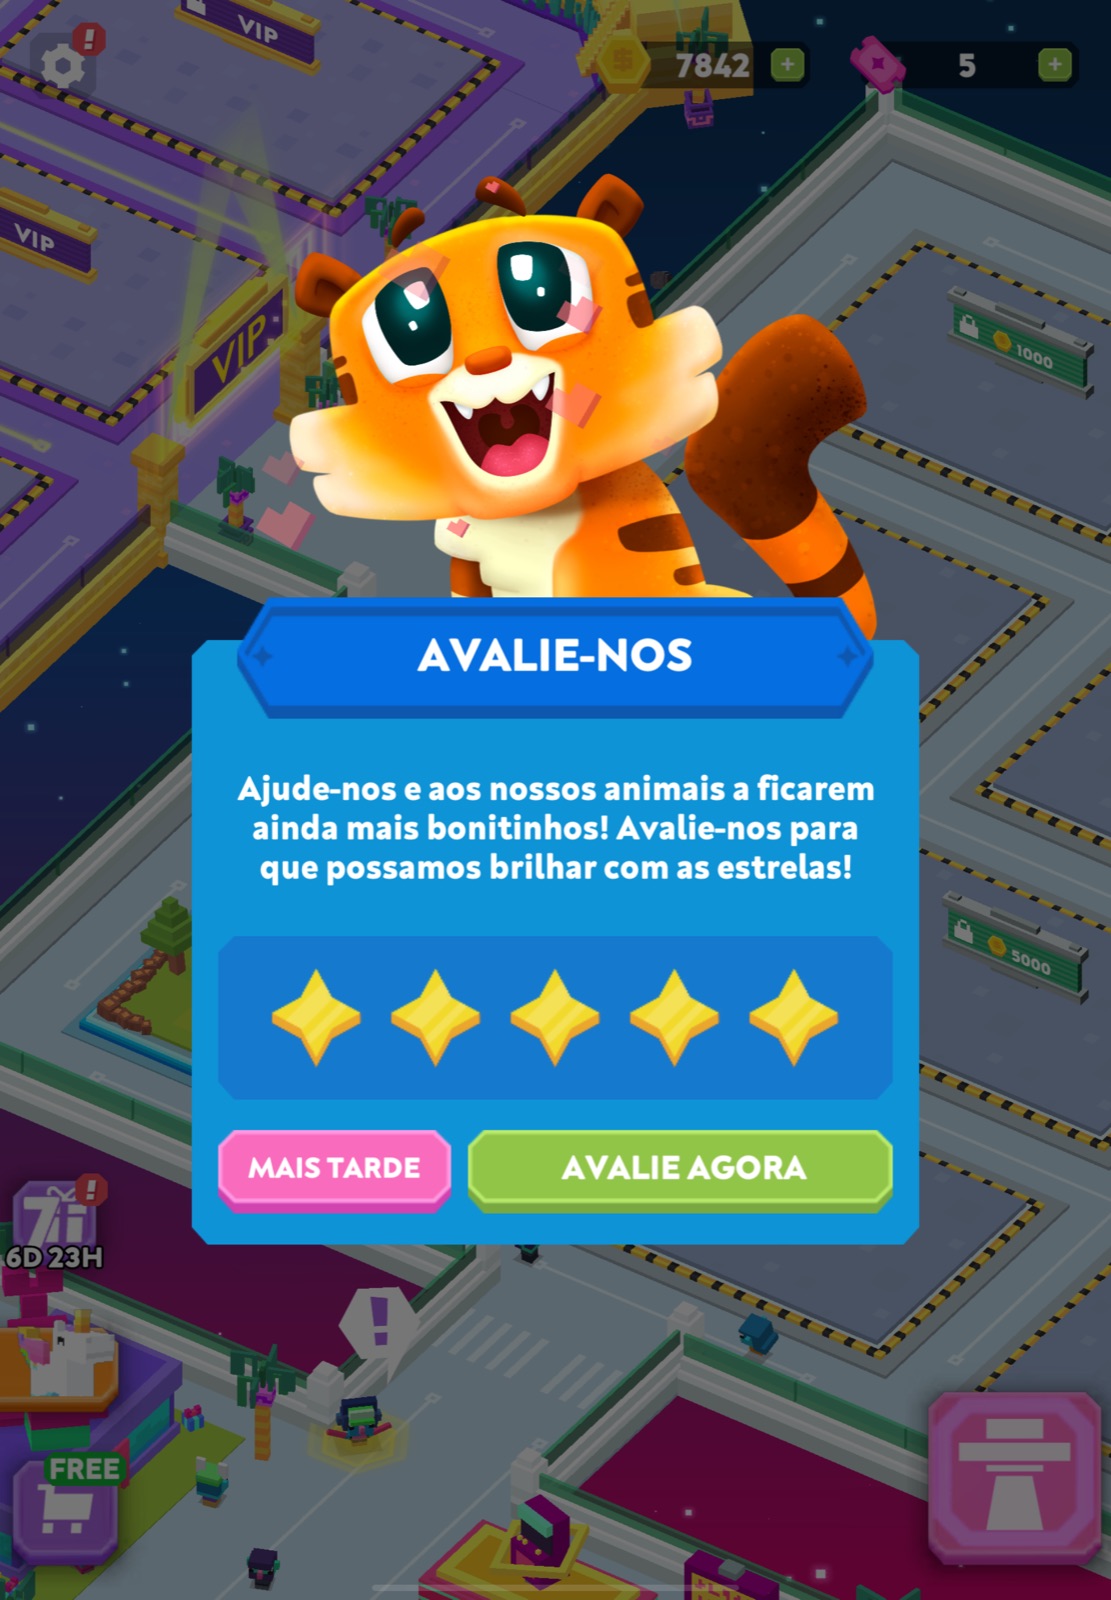 VIP
7842
5
VIP
VIP
1000
AVALIE-NOS
Ajude-nos e aos nossos animais a ficarem
ainda mais bonitinhos! Avalie-nos para
que possamos brilhar com as estrelas!
5000
MAIS TARDE
AVALIE AGORA
6D 23H
FREE